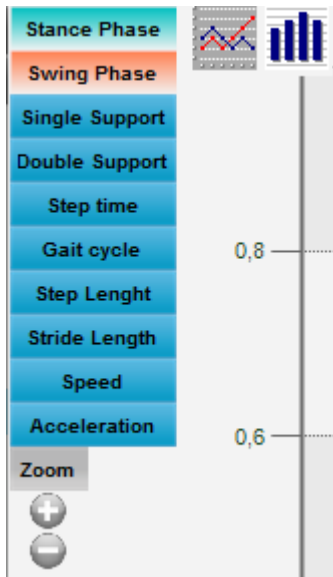 Stance Phase
Swing Phase
Single Support
Double Support
Step time
Gait cycle
Step Lenght
Stride Length
Speed
Acceleration
Zoom
0,8
0,6